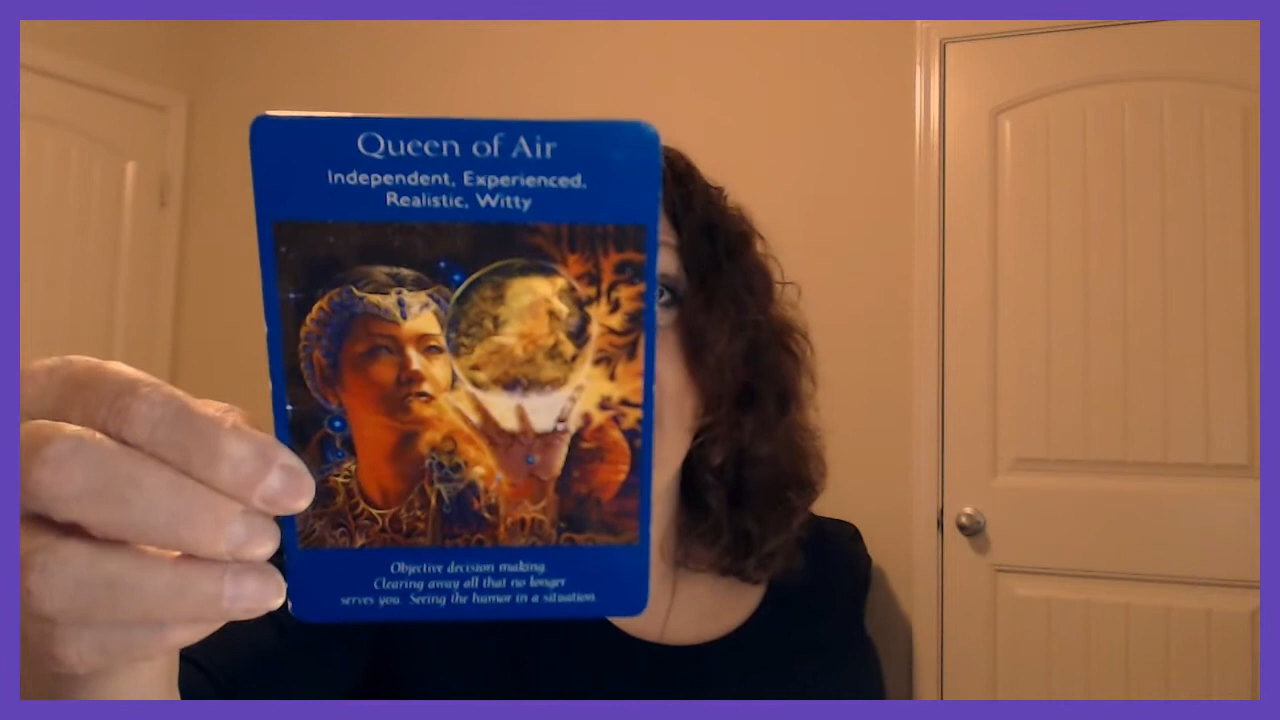 Queen of Air
Independent, Experienced,
Realistic, Witty
Objective decision making.
Clearing away all that no longer
serves you. Seeing the humor in a situation.